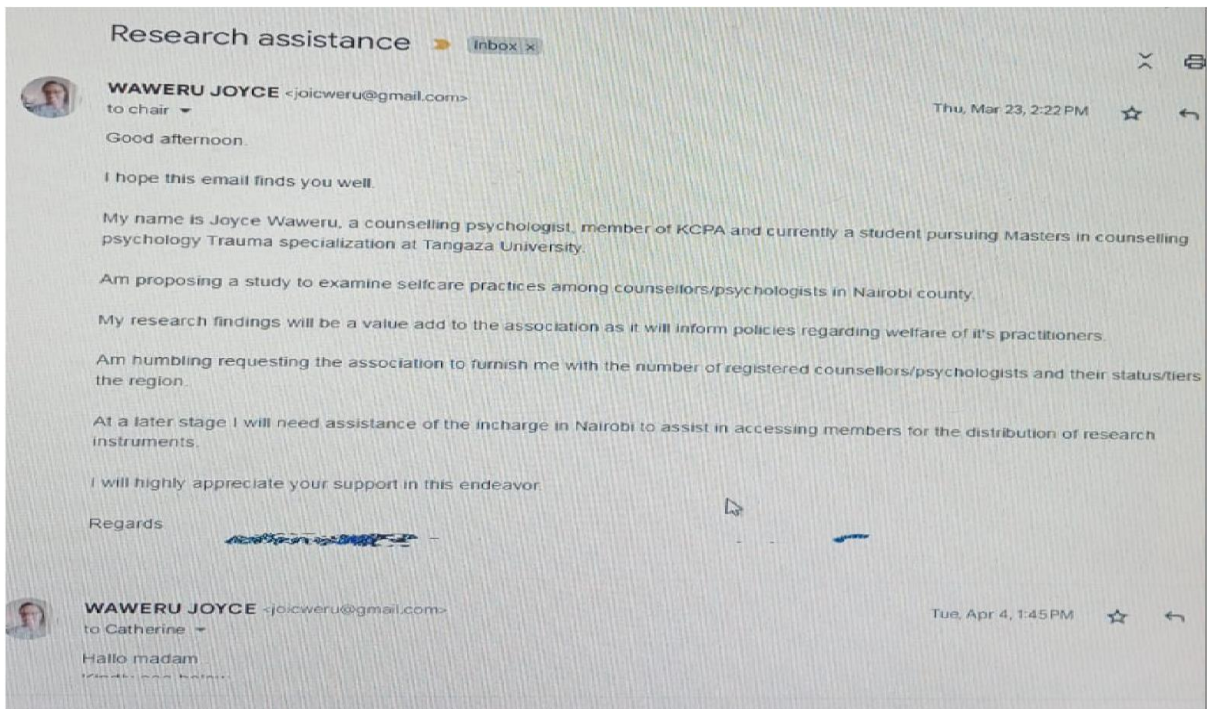 Research assistance Inbox x
WAWERU JOYCE <joicweru@gmail.com>
to chair
Thu, Mar 23, 2:22 PM
Good afternoon.
I hope this email finds you well.
My name is Joyce Waweru, a counselling psychologist, member of KCPA and currently a student pursuing Masters in counselling
psychology Trauma specialization at Tangaza University.
Am proposing a study to examine selfcare practices among counsellors/psychologists in Nairobi county.
My research findings will be a value add to the association as it will inform policies regarding welfare of it's practitioners.
Am humbling requesting the association to furnish me with the number of registered counsellors/psychologists and their status/tiers
the region.
At a later stage I will need assistance of the incharge in Nairobi to assist in accessing members for the distribution of research
instruments.
I will highly appreciate your support in this endeavor.
Regards
WAWERU JOYCE <joicweru@gmail.com>
to Catherine
Tue, Apr 4, 1:45 PM
Hallo madam